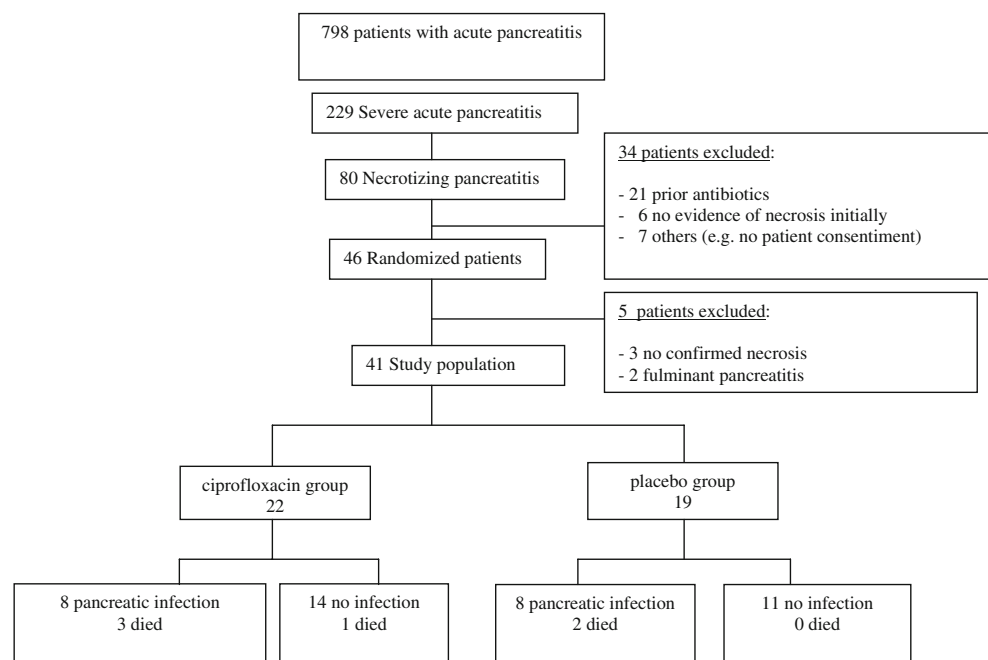 798 patients with acute pancreatitis
229 Severe acute pancreatitis
34 patients excluded:
- 21 prior antibiotics
- 6 no evidence of necrosis initially
- 7 others (e.g. no patient consentiment)
80 Necrotizing pancreatitis
46 Randomized patients
5 patients excluded:
- 3 no confirmed necrosis
- 2 fulminant pancreatitis
41 Study population
ciprofloxacin group
22
placebo group
19
8 pancreatic infection
3 died
14 no infection
1 died
8 pancreatic infection
2 died
11 no infection
0 died